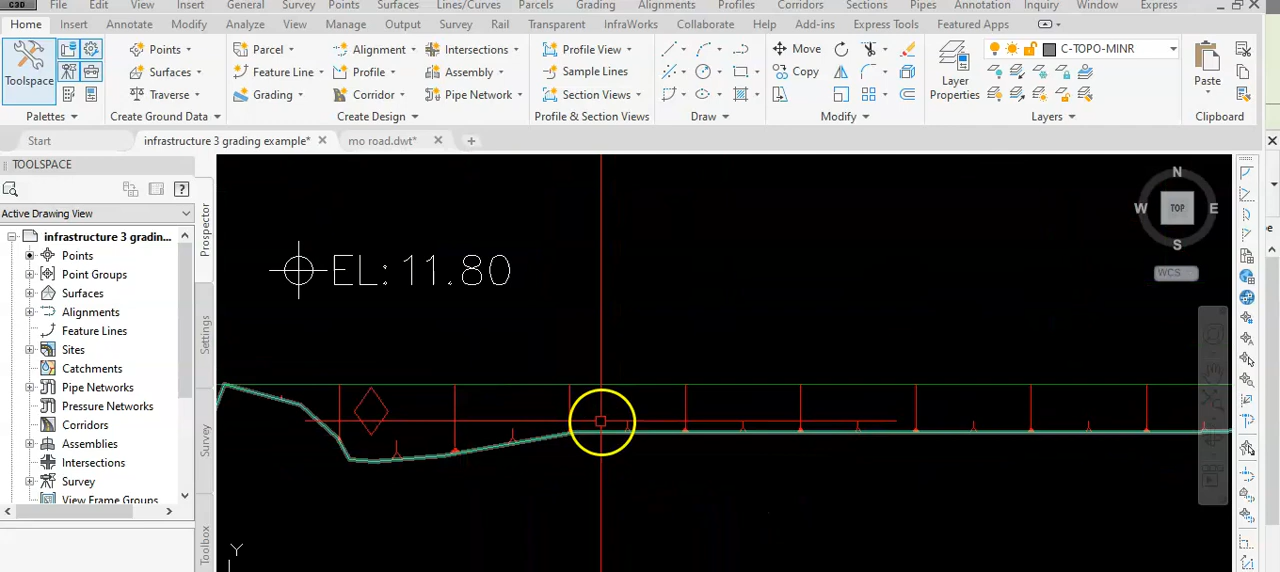 C3D File Edit View Insert General Survey Points Surfaces Lines/Curves Parcels Grading Alignments Profiles Corridors Sections Pipes Annotation Inquiry Window Express
Home Insert Annotate Modify Analyze View Manage Output Survey Rail Transparent InfraWorks Collaborate Help Add-ins Express Tools Featured Apps
Toolspace
Points Parcel Alignment Intersections Profile View Move C-TOPO-MINR
Surfaces Feature Line Profile Assembly Sample Lines Copy Layer Properties Paste
Traverse Grading Corridor Pipe Network Section Views
Palettes Create Ground Data Create Design Profile & Section Views Draw Modify Layers Clipboard
Start infrastructure 3 grading example* mo road.dwt*
TOOLSPACE
Active Drawing View
infrastructure 3 gradin...
Points
Point Groups
Surfaces
Alignments
Feature Lines
Sites
Catchments
Pipe Networks
Pressure Networks
Corridors
Assemblies
Intersections
Survey
View Frame Groups
Prospector
Settings
Survey
Toolbox
EL: 11.80
N
W TOP E
S
WCS
Y